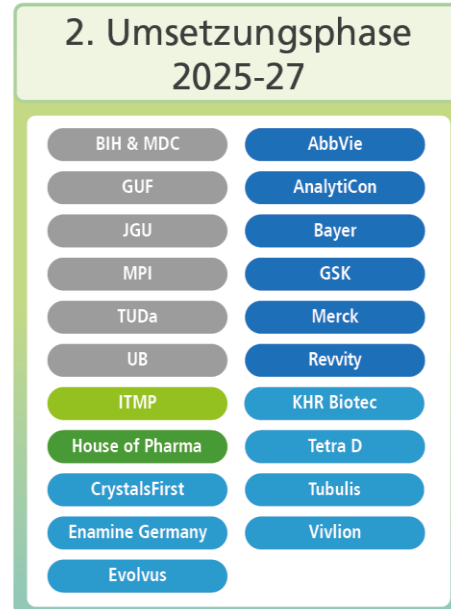 2. Umsetzungsphase
2025-27
BIH & MDC
GUF
JGU
MPI
TUDa
UB
ITMP
House of Pharma
CrystalsFirst
Enamine Germany
Evolvus
AbbVie
AnalytiCon
Bayer
GSK
Merck
Revvity
KHR Biotec
Tetra D
Tubulis
Vivlion